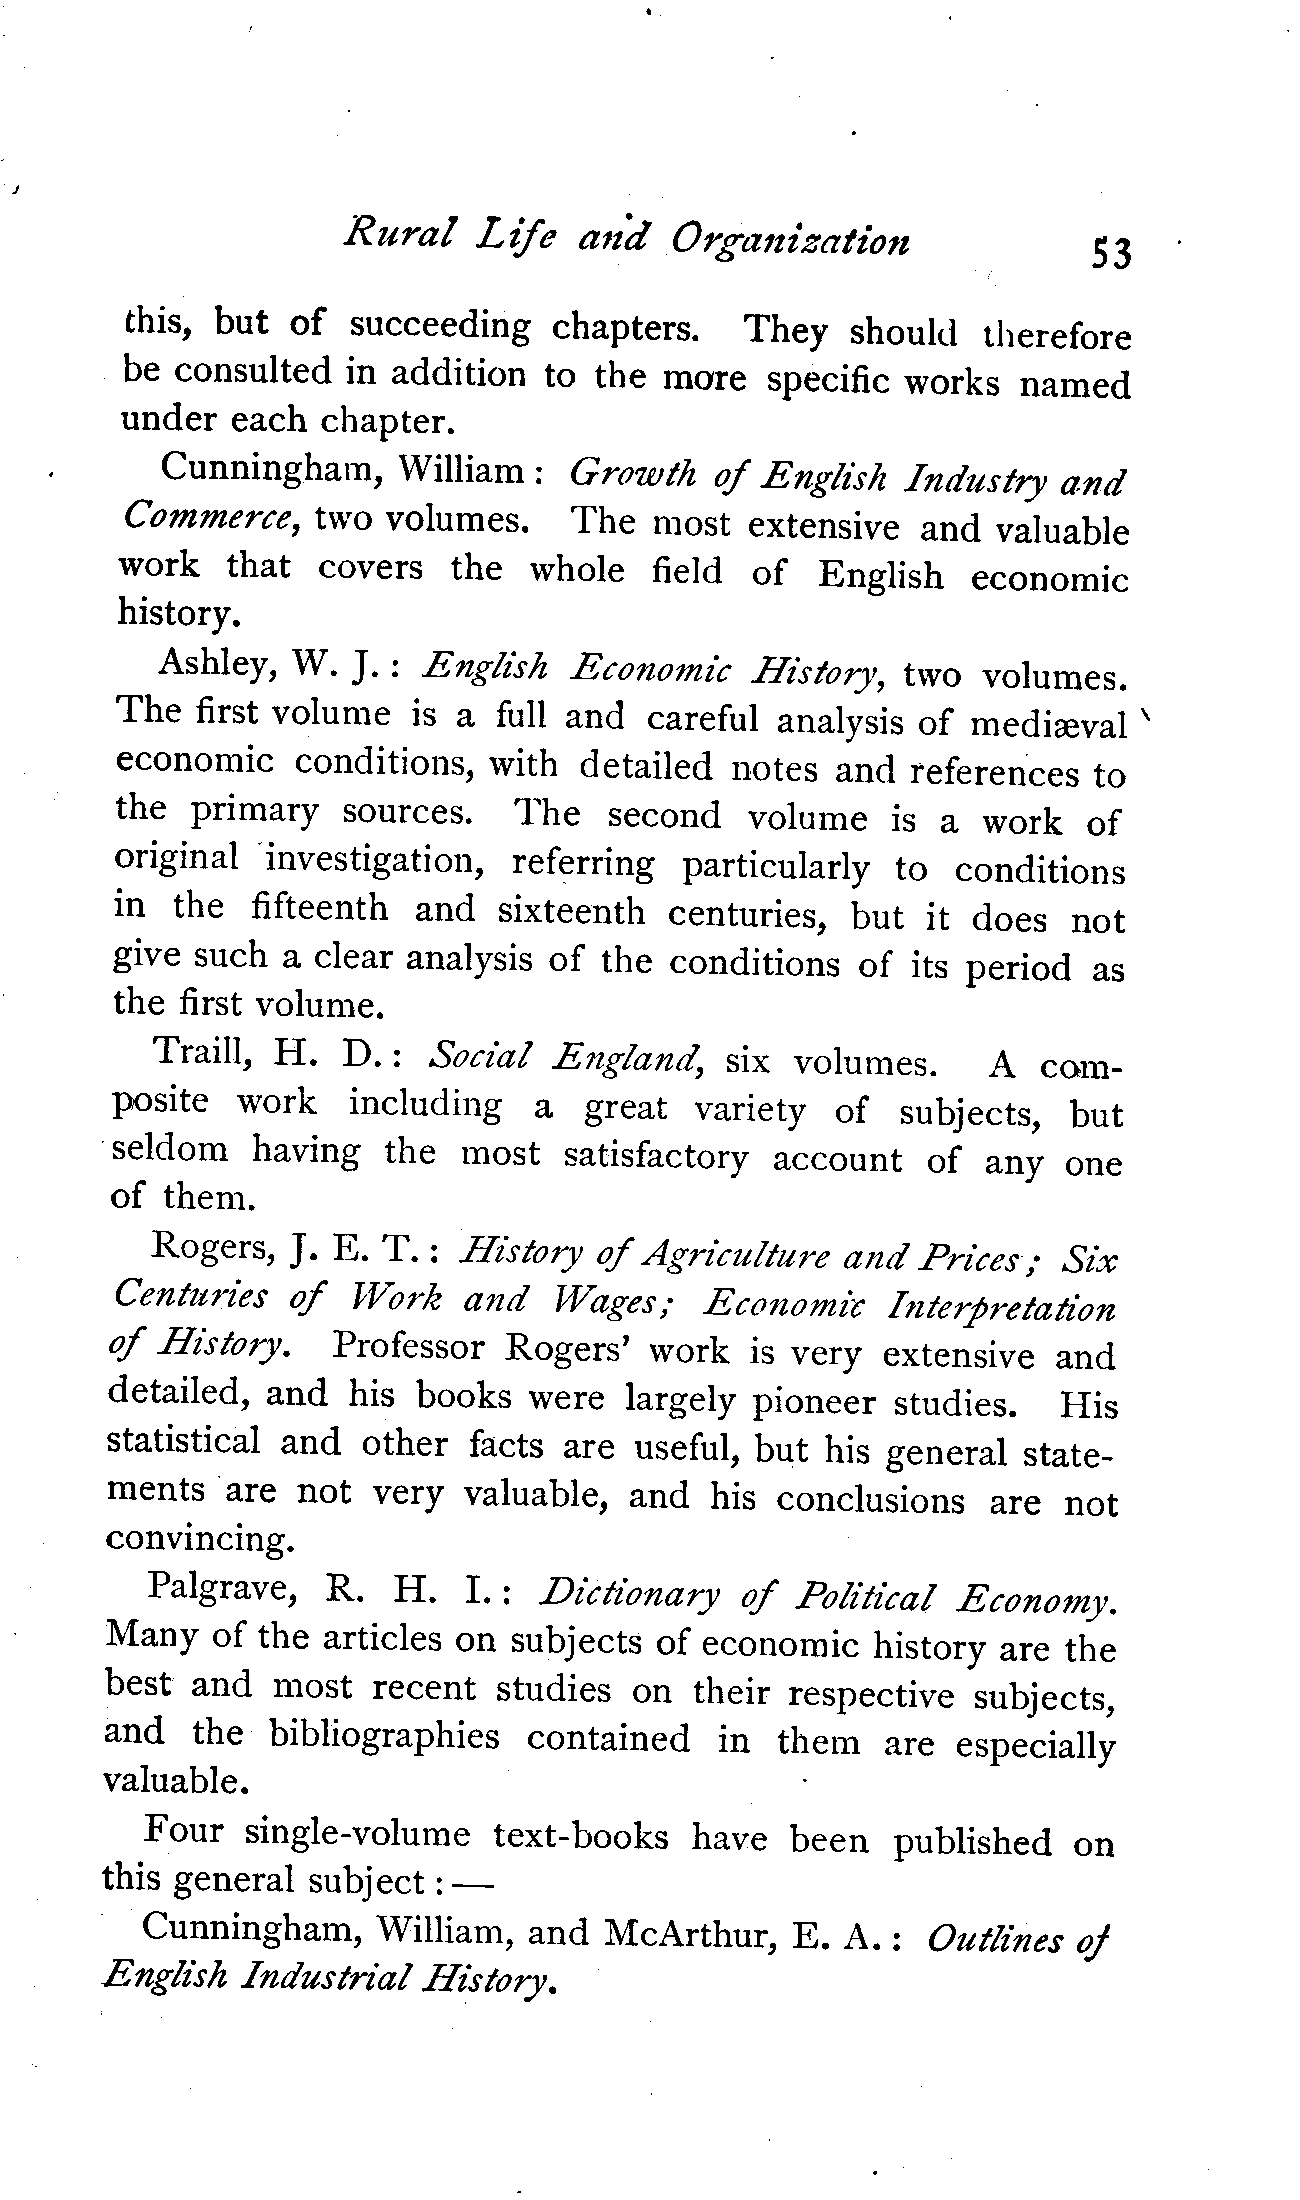 Rural Life and Organization 53
this, but of succeeding chapters. They should therefore
be consulted in addition to the more specific works named
under each chapter.
Cunningham, William: Growth of English Industry and
Commerce, two volumes. The most extensive and valuable
work that covers the whole field of English economic
history.
Ashley, W. J.: English Economic History, two volumes.
The first volume is a full and careful analysis of mediæval
economic conditions, with detailed notes and references to
the primary sources. The second volume is a work of
original investigation, referring particularly to conditions
in the fifteenth and sixteenth centuries, but it does not
give such a clear analysis of the conditions of its period as
the first volume.
Traill, H. D.: Social England, six volumes. A com-
posite work including a great variety of subjects, but
seldom having the most satisfactory account of any one
of them.
Rogers, J. E. T.: History of Agriculture and Prices; Six
Centuries of Work and Wages; Economic Interpretation
of History. Professor Rogers' work is very extensive and
detailed, and his books were largely pioneer studies. His
statistical and other facts are useful, but his general state-
ments are not very valuable, and his conclusions are not
convincing.
Palgrave, R. H. I.: Dictionary of Political Economy.
Many of the articles on subjects of economic history are the
best and most recent studies on their respective subjects,
and the bibliographies contained in them are especially
valuable.
Four single-volume text-books have been published on
this general subject:—
Cunningham, William, and McArthur, E. A.: Outlines of
English Industrial History.